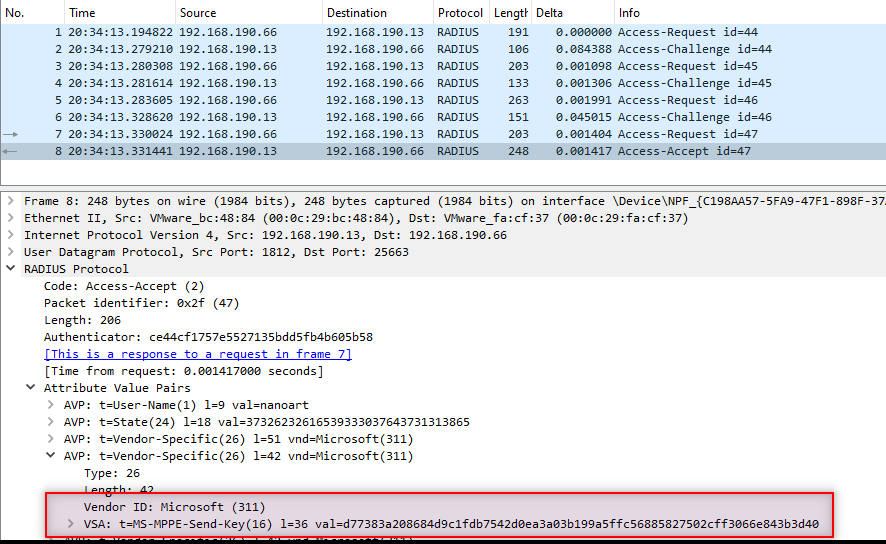 No. Time Source Destination Protocol Length Delta Info
1 20:34:13.194822 192.168.190.66 192.168.190.13 RADIUS 191 0.000000 Access-Request id=44
2 20:34:13.279210 192.168.190.13 192.168.190.66 RADIUS 106 0.084388 Access-Challenge id=44
3 20:34:13.280308 192.168.190.66 192.168.190.13 RADIUS 203 0.001098 Access-Request id=45
4 20:34:13.281614 192.168.190.13 192.168.190.66 RADIUS 133 0.001306 Access-Challenge id=45
5 20:34:13.283605 192.168.190.66 192.168.190.13 RADIUS 263 0.001991 Access-Request id=46
6 20:34:13.328620 192.168.190.13 192.168.190.66 RADIUS 151 0.045015 Access-Challenge id=46
7 20:34:13.330024 192.168.190.66 192.168.190.13 RADIUS 203 0.001404 Access-Request id=47
8 20:34:13.331441 192.168.190.13 192.168.190.66 RADIUS 248 0.001417 Access-Accept id=47
Frame 8: 248 bytes on wire (1984 bits), 248 bytes captured (1984 bits) on interface \Device\NPF_{C198AA57-5FA9-47F1-898F-37
Ethernet II, Src: VMware_bc:48:84 (00:0c:29:bc:48:84), Dst: VMware_fa:cf:37 (00:0c:29:fa:cf:37)
Internet Protocol Version 4, Src: 192.168.190.13, Dst: 192.168.190.66
User Datagram Protocol, Src Port: 1812, Dst Port: 25663
RADIUS Protocol
Code: Access-Accept (2)
Packet identifier: 0x2f (47)
Length: 206
Authenticator: ce44cf1757e5527135bdd5fb4b605b58
[This is a response to a request in frame 7]
[Time from request: 0.001417000 seconds]
Attribute Value Pairs
AVP: t=User-Name(1) l=9 val=nanoart
AVP: t=State(24) l=18 val=37326232616539333037643731313865
AVP: t=Vendor-Specific(26) l=51 vnd=Microsoft(311)
AVP: t=Vendor-Specific(26) l=42 vnd=Microsoft(311)
Type: 26
Length: 42
Vendor ID: Microsoft (311)
VSA: t=MS-MPPE-Send-Key(16) l=36 val=d77383a208684d9c1fdb7542d0ea3a03b199a5ffc56885827502cff3066e843b3d40